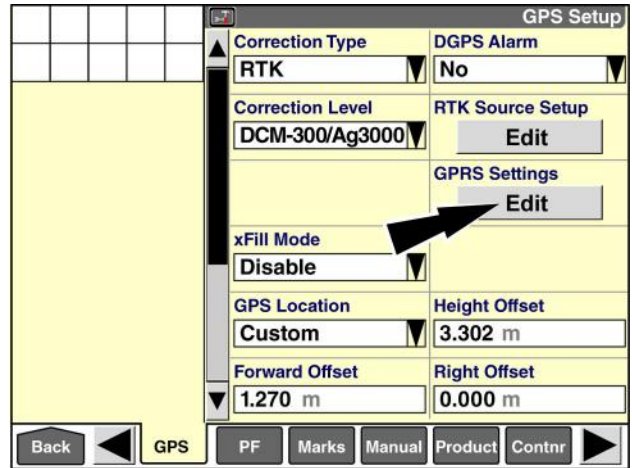 GPS Setup
Correction Type
DGPS Alarm
RTK
No
Correction Level
RTK Source Setup
DCM-300/Ag3000
Edit
GPRS Settings
Edit
xFill Mode
Disable
GPS Location
Height Offset
Custom
3.302 m
Forward Offset
Right Offset
1.270 m
0.000 m
Back
GPS
PF
Marks
Manual
Product
Contnr